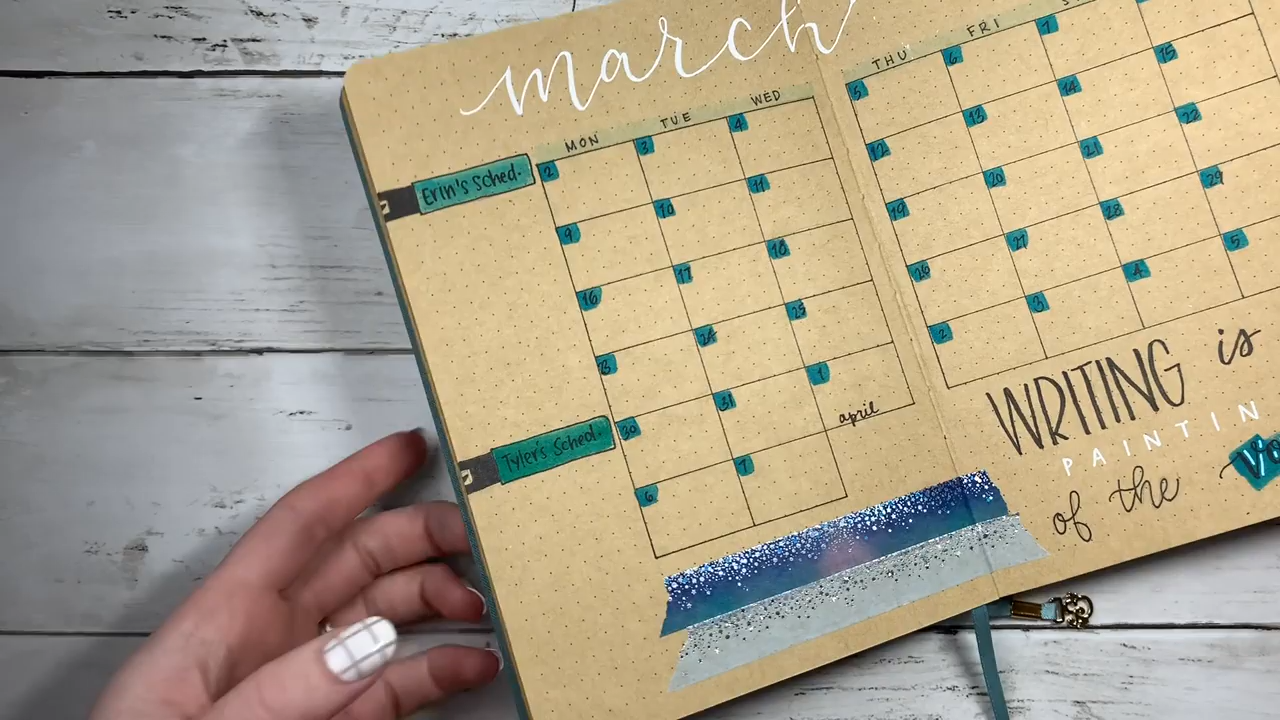 march
MON TUE WED THU FRI
Erin's Sched.
2 3 4 5 6 7
9 10 11 12 13 14 15
16 17 18 19 20 21 22
24 25 26 27 28 29
Tyler's Sched.
30 31 1 2 3 4 5
april
6 7
WRITING is
PAINTIN
of the